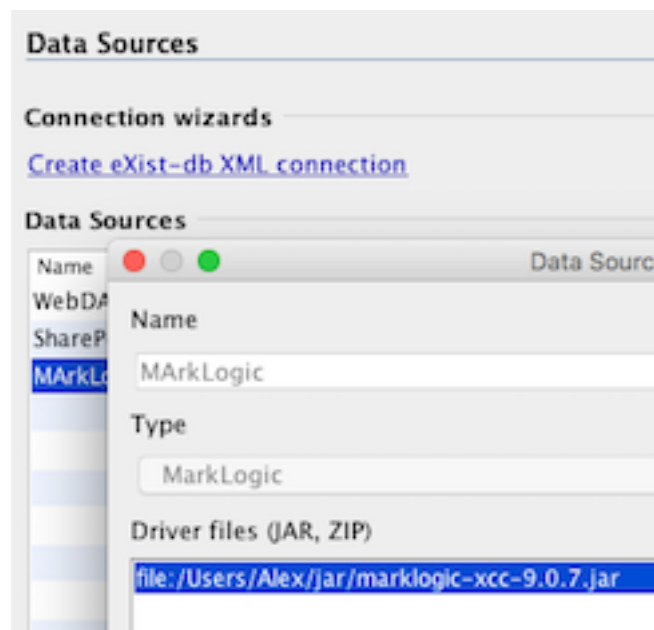 Data Sources
Connection wizards
Create eXist-db XML connection
Data Sources
Name
WebDA
ShareP
MArkLo
Data Sourc
Name
MArkLogic
Type
MarkLogic
Driver files (JAR, ZIP)
file:/Users/Alex/jar/marklogic-xcc-9.0.7.jar